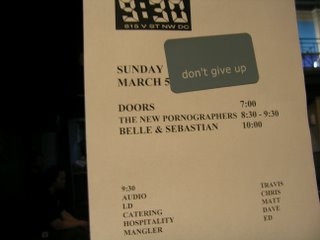 9:30
815 V ST NW DC
SUNDAY
MARCH 5
don't give up
DOORS 7:00
THE NEW PORNOGRAPHERS 8:30 - 9:30
BELLE & SEBASTIAN 10:00
9:30 TRAVIS
AUDIO CHRIS
LD MATT
CATERING DAVE
HOSPITALITY ED
MANGLER